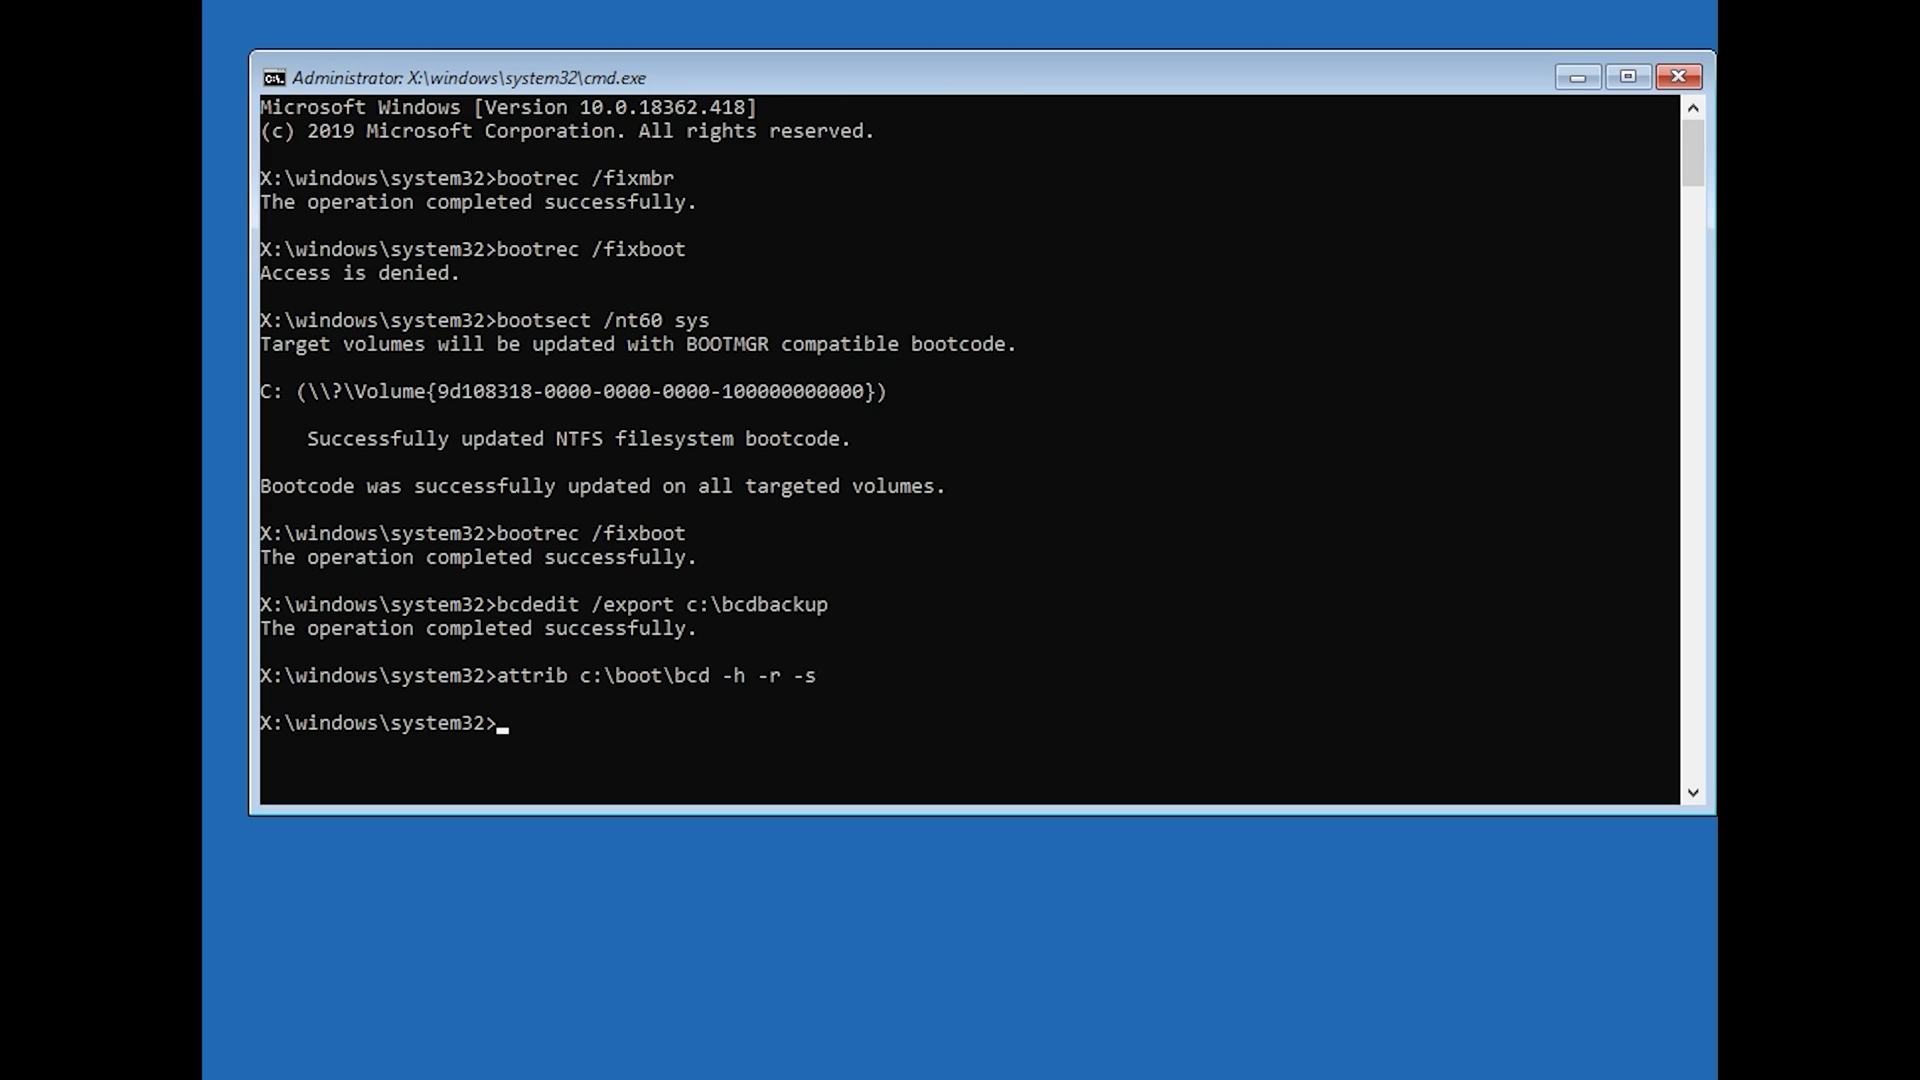 Administrator: X:\windows\system32\cmd.exe
Microsoft Windows [Version 10.0.18362.418]
(c) 2019 Microsoft Corporation. All rights reserved.
X:\windows\system32>bootrec /fixmbr
The operation completed successfully.
X:\windows\system32>bootrec /fixboot
Access is denied.
X:\windows\system32>bootsect /nt60 sys
Target volumes will be updated with BOOTMGR compatible bootcode.
C: (\\?\Volume{9d108318-0000-0000-0000-100000000000})
Successfully updated NTFS filesystem bootcode.
Bootcode was successfully updated on all targeted volumes.
X:\windows\system32>bootrec /fixboot
The operation completed successfully.
X:\windows\system32>bcdedit /export c:\bcdbackup
The operation completed successfully.
X:\windows\system32>attrib c:\boot\bcd -h -r -s
X:\windows\system32>